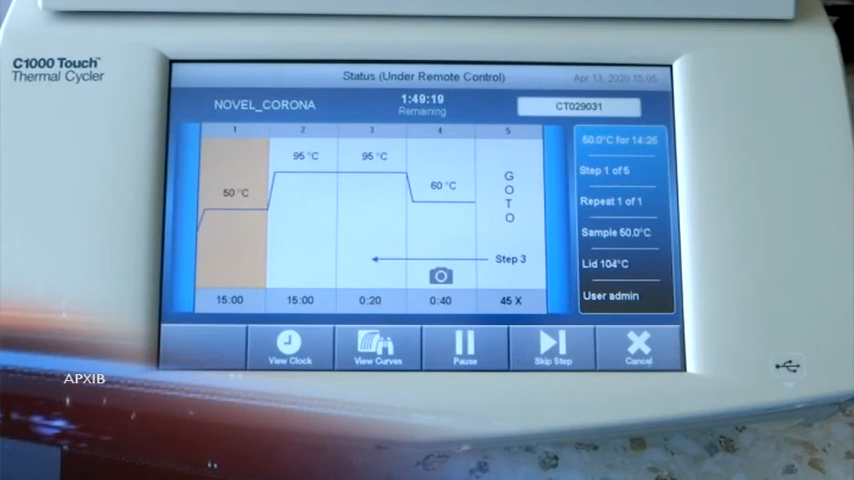 C1000 Touch™
Thermal Cycler
Status (Under Remote Control)
Apr 13, 2020 15:05
NOVEL_CORONA
1:49:19
Remaining
CT029031
1 2 3 4 5
50 °C
95 °C
95 °C
60 °C
GOTO
Step 3
15:00 15:00 0:20 0:40 45 X
50.0°C for 14:26
Step 1 of 5
Repeat 1 of 1
Sample 50.0°C
Lid 104°C
User admin
View Clock
View Curves
Pause
Skip Step
Cancel
АРХІВ